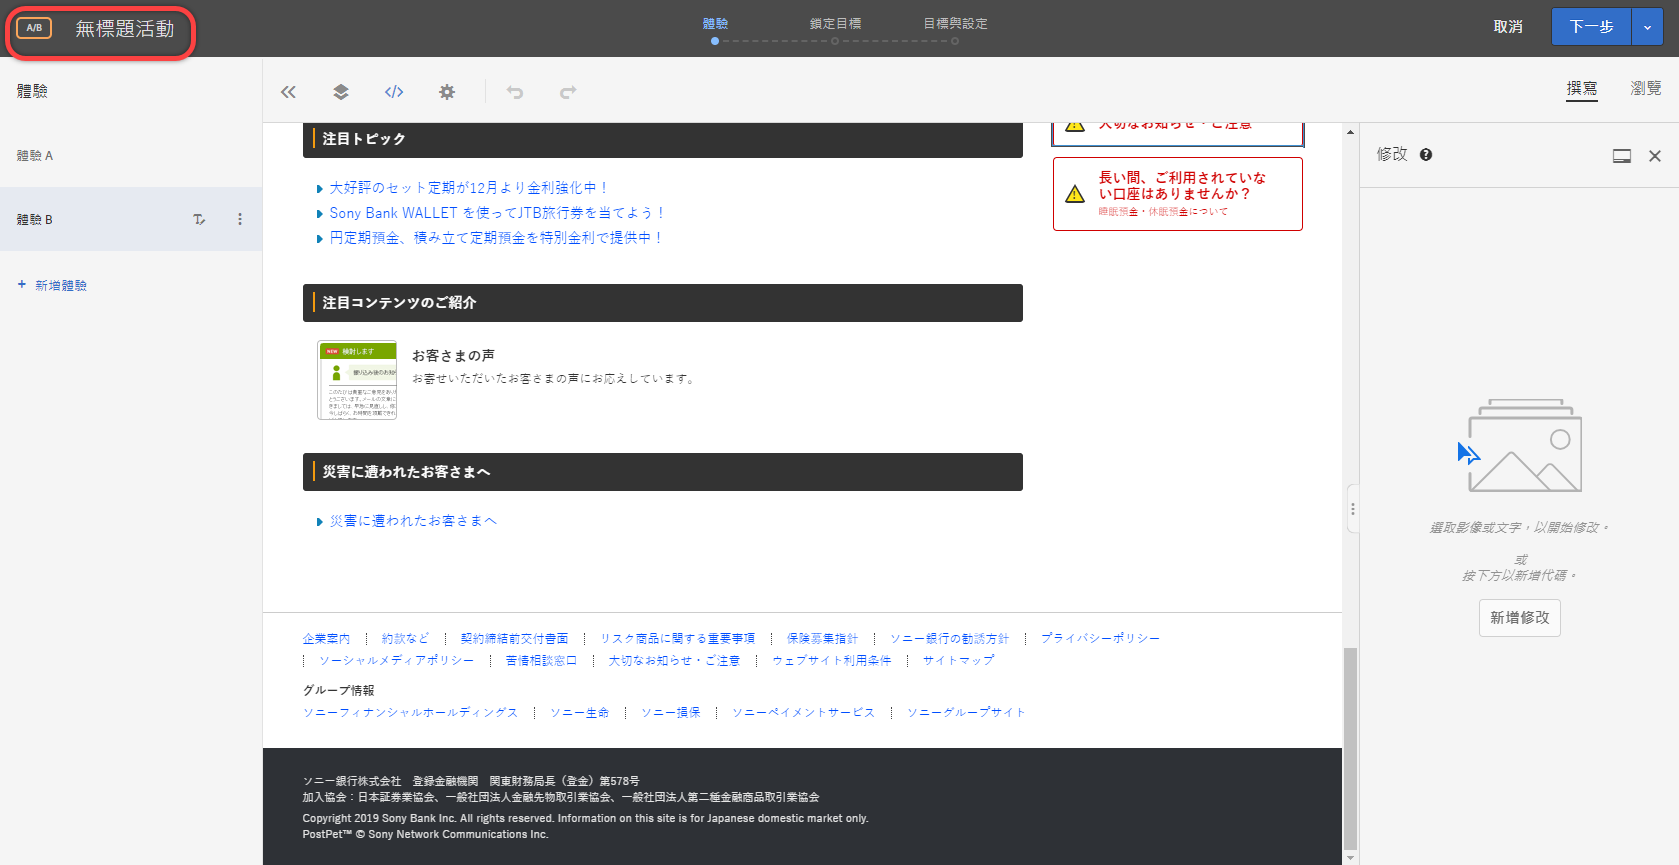 A/B 無標題活動
體驗 鎖定目標 目標與設定
取消 下一步
體驗
撰寫 瀏覽
體驗 A
體驗 B
+ 新增體驗
注目トピック
大好評のセット定期が12月より金利強化中！
Sony Bank WALLET を使ってJTB旅行券を当てよう！
円定期預金、積み立て定期預金を特別金利で提供中！
大切なお知らせ・ご注意
長い間、ご利用されていな
い口座はありませんか？
睡眠預金・休眠預金について
注目コンテンツのご紹介
NEW 検討します
お客さまの声
お寄せいただいたお客さまの声にお応えしています。
災害に遭われたお客さまへ
災害に遭われたお客さまへ
企業案内 約款など 契約締結前交付書面 リスク商品に関する重要事項 保険募集指針 ソニー銀行の勧誘方針 プライバシーポリシー
ソーシャルメディアポリシー 苦情相談窓口 大切なお知らせ・ご注意 ウェブサイト利用条件 サイトマップ
グループ情報
ソニーフィナンシャルホールディングス ソニー生命 ソニー損保 ソニーペイメントサービス ソニーグループサイト
ソニー銀行株式会社　登録金融機関　関東財務局長（登金）第578号
加入協会：日本証券業協会、一般社団法人金融先物取引業協会、一般社団法人第二種金融商品取引業協会
Copyright 2019 Sony Bank Inc. All rights reserved. Information on this site is for Japanese domestic market only.
PostPet™ © Sony Network Communications Inc.
修改
選取影像或文字，以開始修改。
或
按下方以新增代碼。
新增修改